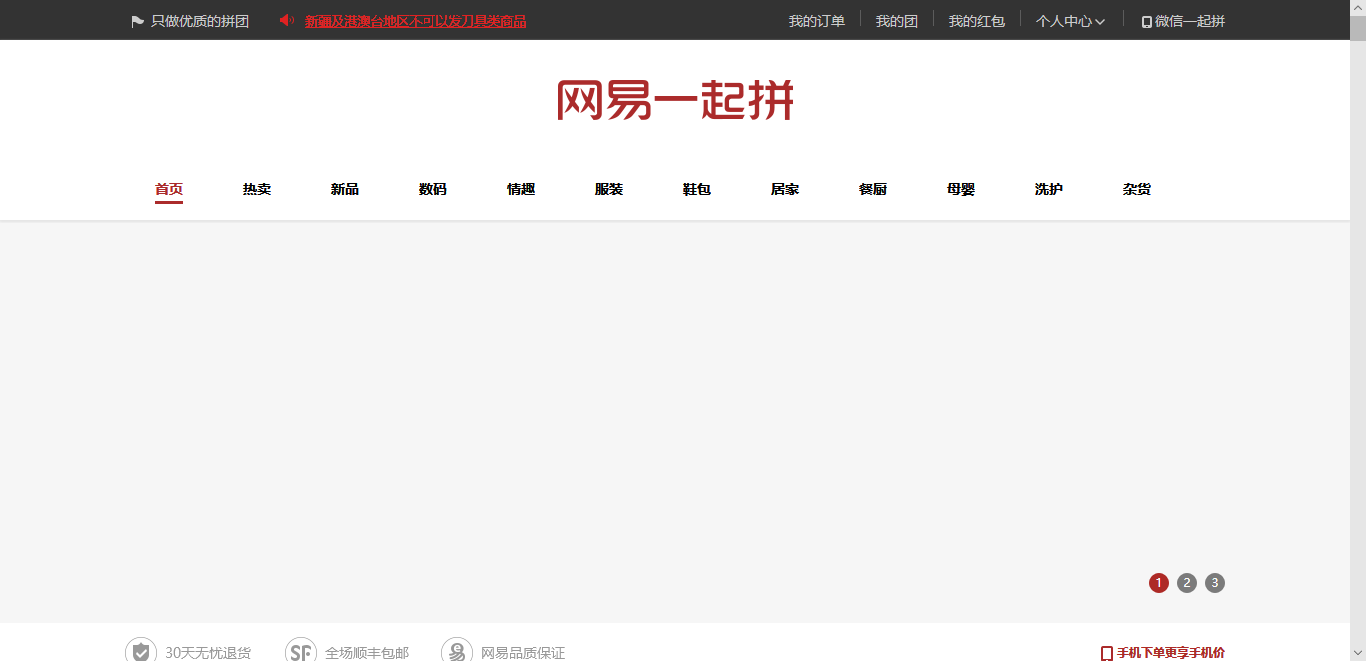 只做优质的拼团 新疆及港澳台地区不可以发刀具类商品 我的订单 我的团 我的红包 个人中心 微信一起拼
网易一起拼
首页 热卖 新品 数码 情趣 服装 鞋包 居家 餐厨 母婴 洗护 杂货
1 2 3
30天无忧退货 SF 全场顺丰包邮 易 网易品质保证 手机下单更享手机价